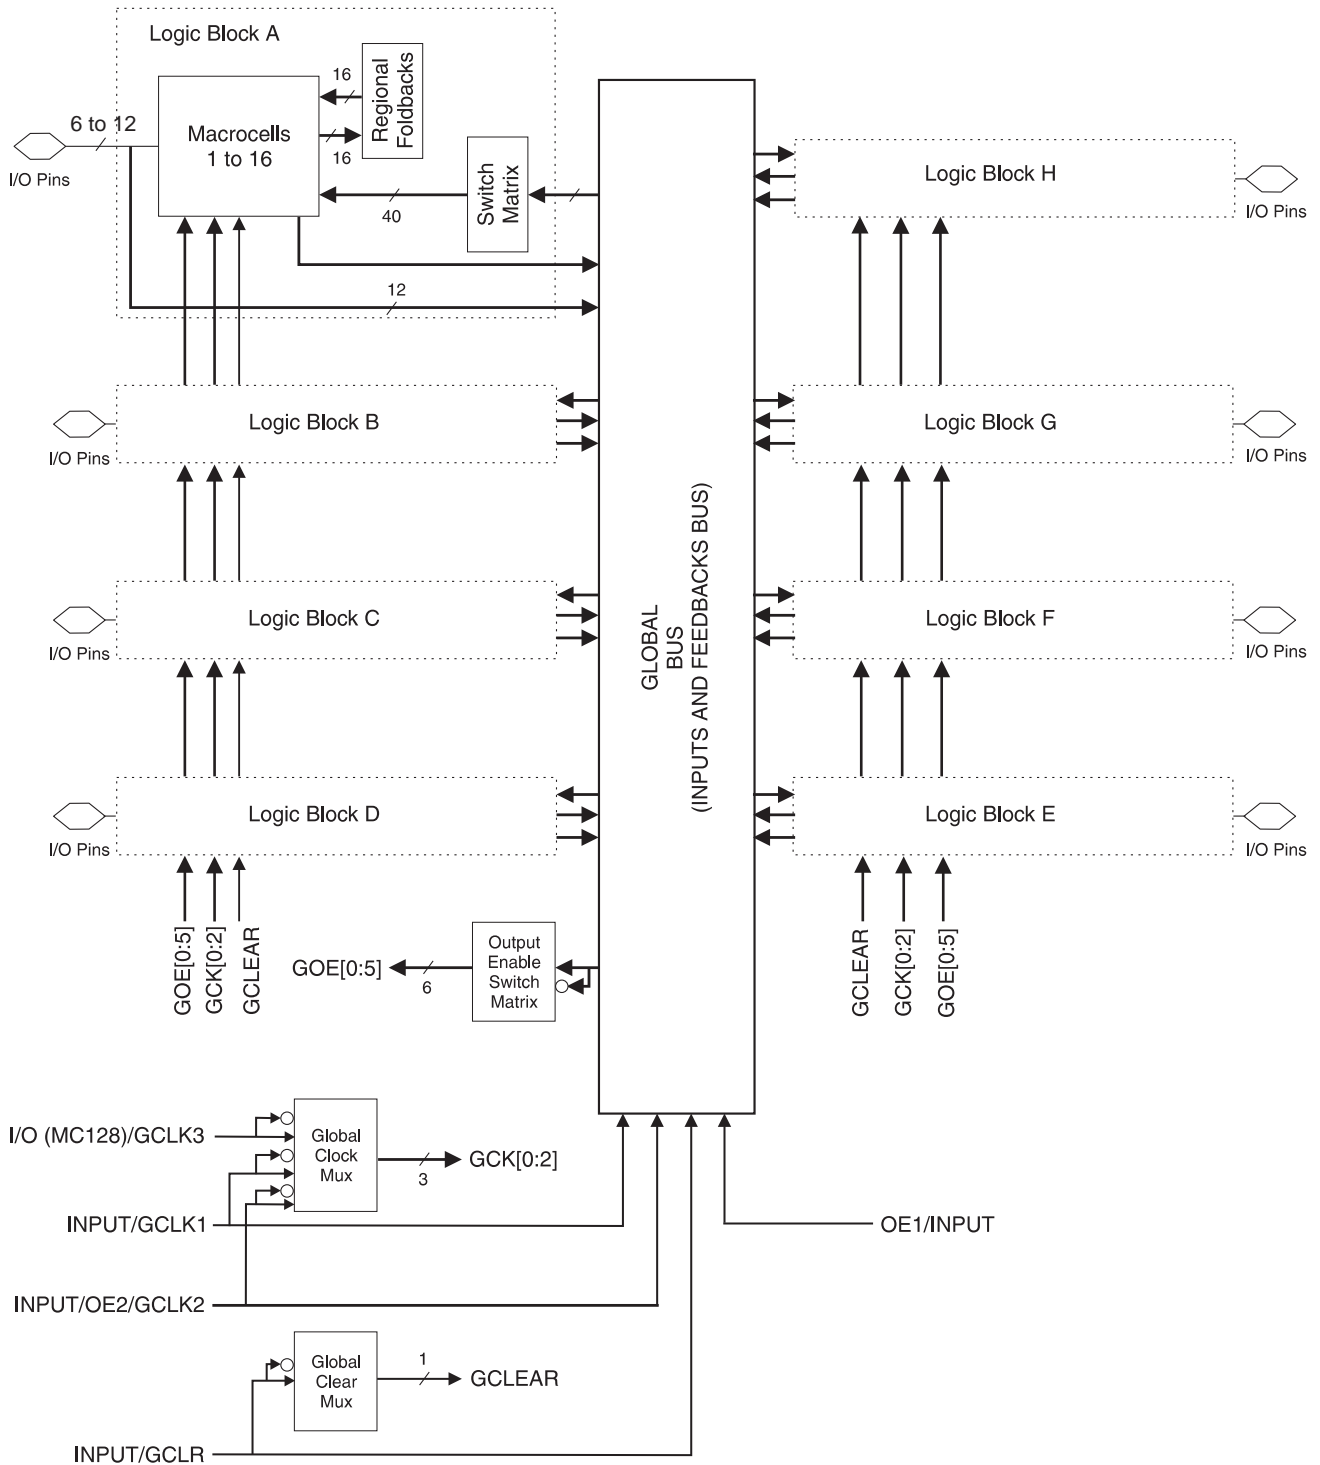 Logic Block A
16
Regional
Foldbacks
6 to 12
Macrocells
1 to 16
16
I/O Pins
40
Switch
Matrix
12
Logic Block H
I/O Pins
Logic Block B
I/O Pins
Logic Block G
I/O Pins
GLOBAL
BUS
(INPUTS AND FEEDBACKS BUS)
Logic Block C
I/O Pins
Logic Block F
I/O Pins
Logic Block D
I/O Pins
Logic Block E
I/O Pins
GOE[0:5]
GCK[0:2]
GCLEAR
GOE[0:5]
6
Output
Enable
Switch
Matrix
GCLEAR
GCK[0:2]
GOE[0:5]
I/O (MC128)/GCLK3
Global
Clock
Mux
3
GCK[0:2]
INPUT/GCLK1
OE1/INPUT
INPUT/OE2/GCLK2
Global
Clear
Mux
1
GCLEAR
INPUT/GCLR